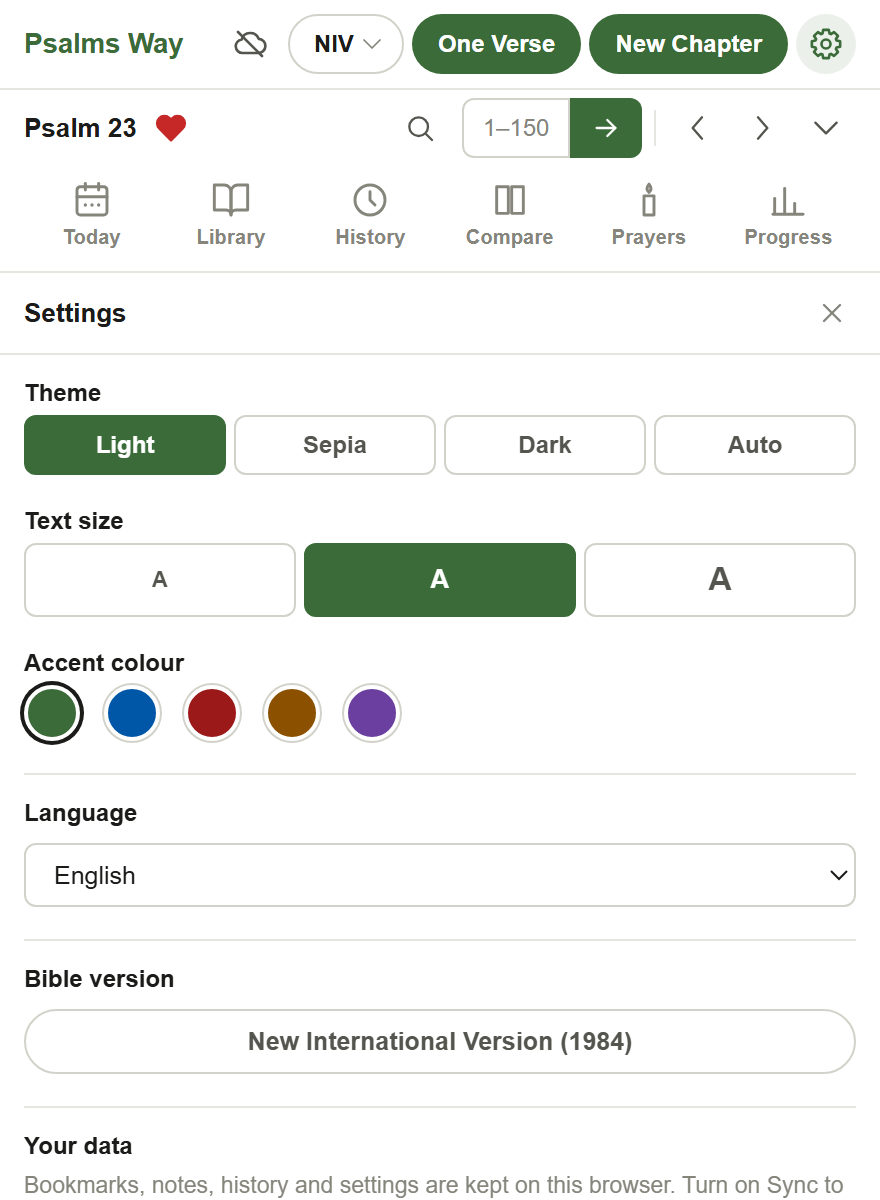 Psalms Way
NIV
One Verse
New Chapter
Psalm 23
1–150
Today
Library
History
Compare
Prayers
Progress
Settings
Theme
Light
Sepia
Dark
Auto
Text size
A
A
A
Accent colour
Language
English
Bible version
New International Version (1984)
Your data
Bookmarks, notes, history and settings are kept on this browser. Turn on Sync to